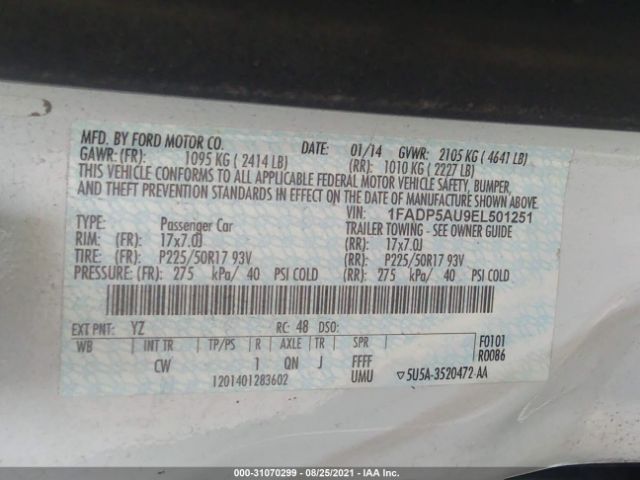 MFD. BY FORD MOTOR CO.
DATE: 01/14 GVWR: 2105 KG ( 4641 LB)
GAWR: (FR): 1095 KG ( 2414 LB) (RR): 1010 KG ( 2227 LB)
THIS VEHICLE CONFORMS TO ALL APPLICABLE FEDERAL MOTOR VEHICLE SAFETY, BUMPER,
AND THEFT PREVENTION STANDARDS IN EFFECT ON THE DATE OF MANUFACTURE SHOWN ABOVE.
VIN: 1FADP5AU9EL501251
TYPE: Passenger Car TRAILER TOWING - SEE OWNER GUIDE
RIM: (FR): 17x7.0J (RR): 17x7.0J
TIRE: (FR): P225/50R17 93V (RR): P225/50R17 93V
PRESSURE: (FR): 275 kPa/ 40 PSI COLD (RR): 275 kPa/ 40 PSI COLD
EXT PNT: YZ RC: 48 DSO:
WB INT TR TP/PS R AXLE TR SPR F0101
CW 1 QN J FFFF R0086
1201401283602 UMU ▽5U5A-3520472-AA
000-31070299 - 08/25/2021 - IAA Inc.